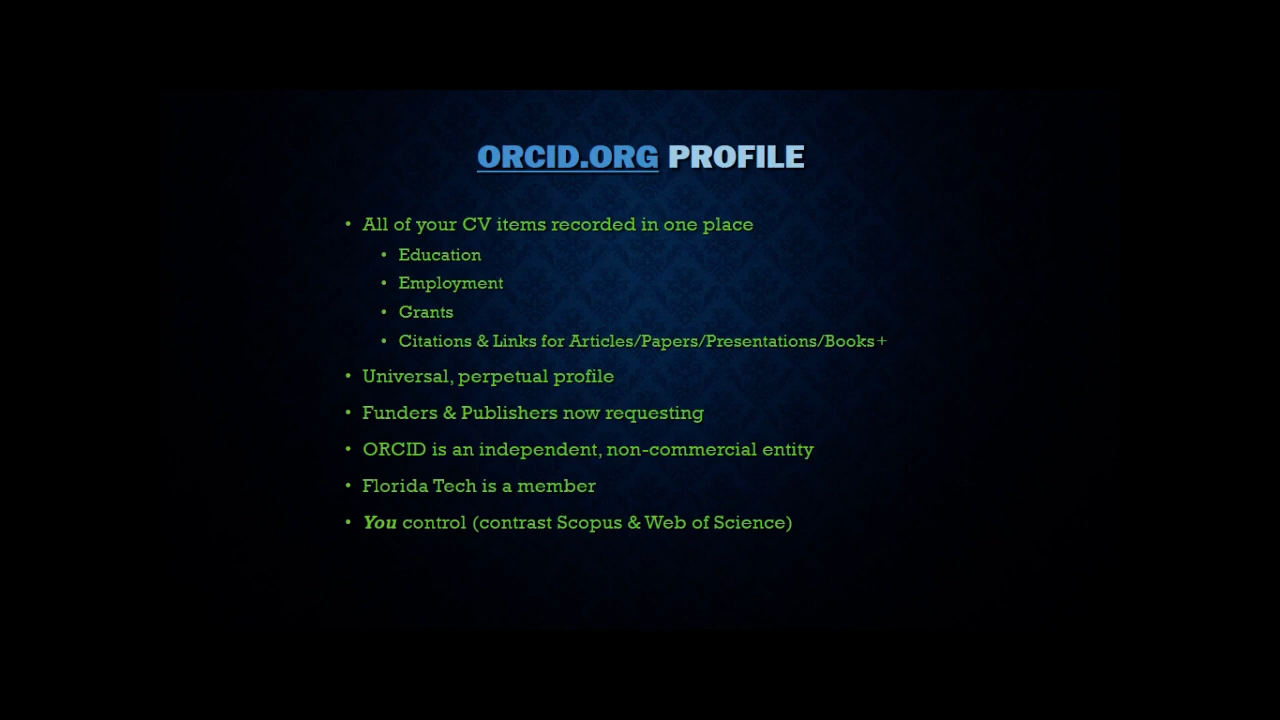 ORCID.ORG PROFILE
• All of your CV items recorded in one place
• Education
• Employment
• Grants
• Citations & Links for Articles/Papers/Presentations/Books+
• Universal, perpetual profile
• Funders & Publishers now requesting
• ORCID is an independent, non-commercial entity
• Florida Tech is a member
• You control (contrast Scopus & Web of Science)